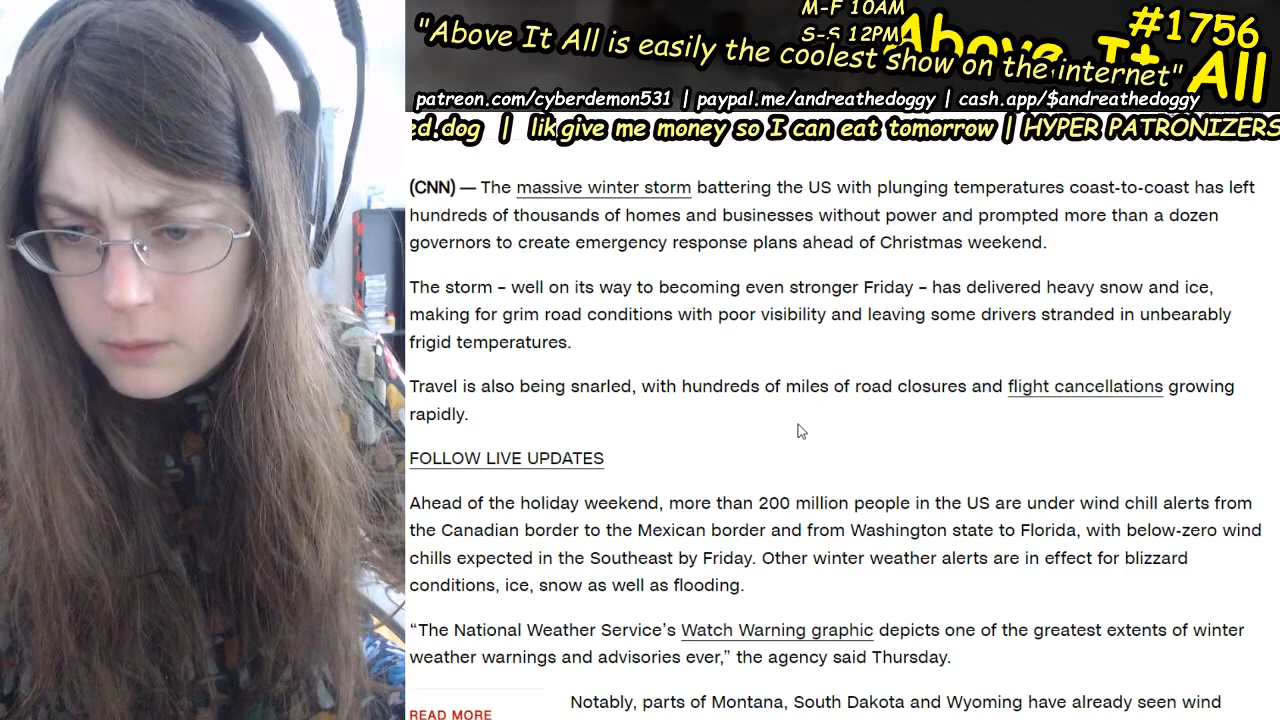 M-F 10AM
S-S 12PM
Above It All
#1756
"Above It All is easily the coolest show on the internet"
patreon.com/cyberdemon531 | paypal.me/andreathedoggy | cash.app/$andreathedoggy
ed.dog | lik give me money so I can eat tomorrow | HYPER PATRONIZERS
(CNN) — The massive winter storm battering the US with plunging temperatures coast-to-coast has left
hundreds of thousands of homes and businesses without power and prompted more than a dozen
governors to create emergency response plans ahead of Christmas weekend.
The storm – well on its way to becoming even stronger Friday – has delivered heavy snow and ice,
making for grim road conditions with poor visibility and leaving some drivers stranded in unbearably
frigid temperatures.
Travel is also being snarled, with hundreds of miles of road closures and flight cancellations growing
rapidly.
FOLLOW LIVE UPDATES
Ahead of the holiday weekend, more than 200 million people in the US are under wind chill alerts from
the Canadian border to the Mexican border and from Washington state to Florida, with below-zero wind
chills expected in the Southeast by Friday. Other winter weather alerts are in effect for blizzard
conditions, ice, snow as well as flooding.
“The National Weather Service’s Watch Warning graphic depicts one of the greatest extents of winter
weather warnings and advisories ever,” the agency said Thursday.
Notably, parts of Montana, South Dakota and Wyoming have already seen wind
READ MORE